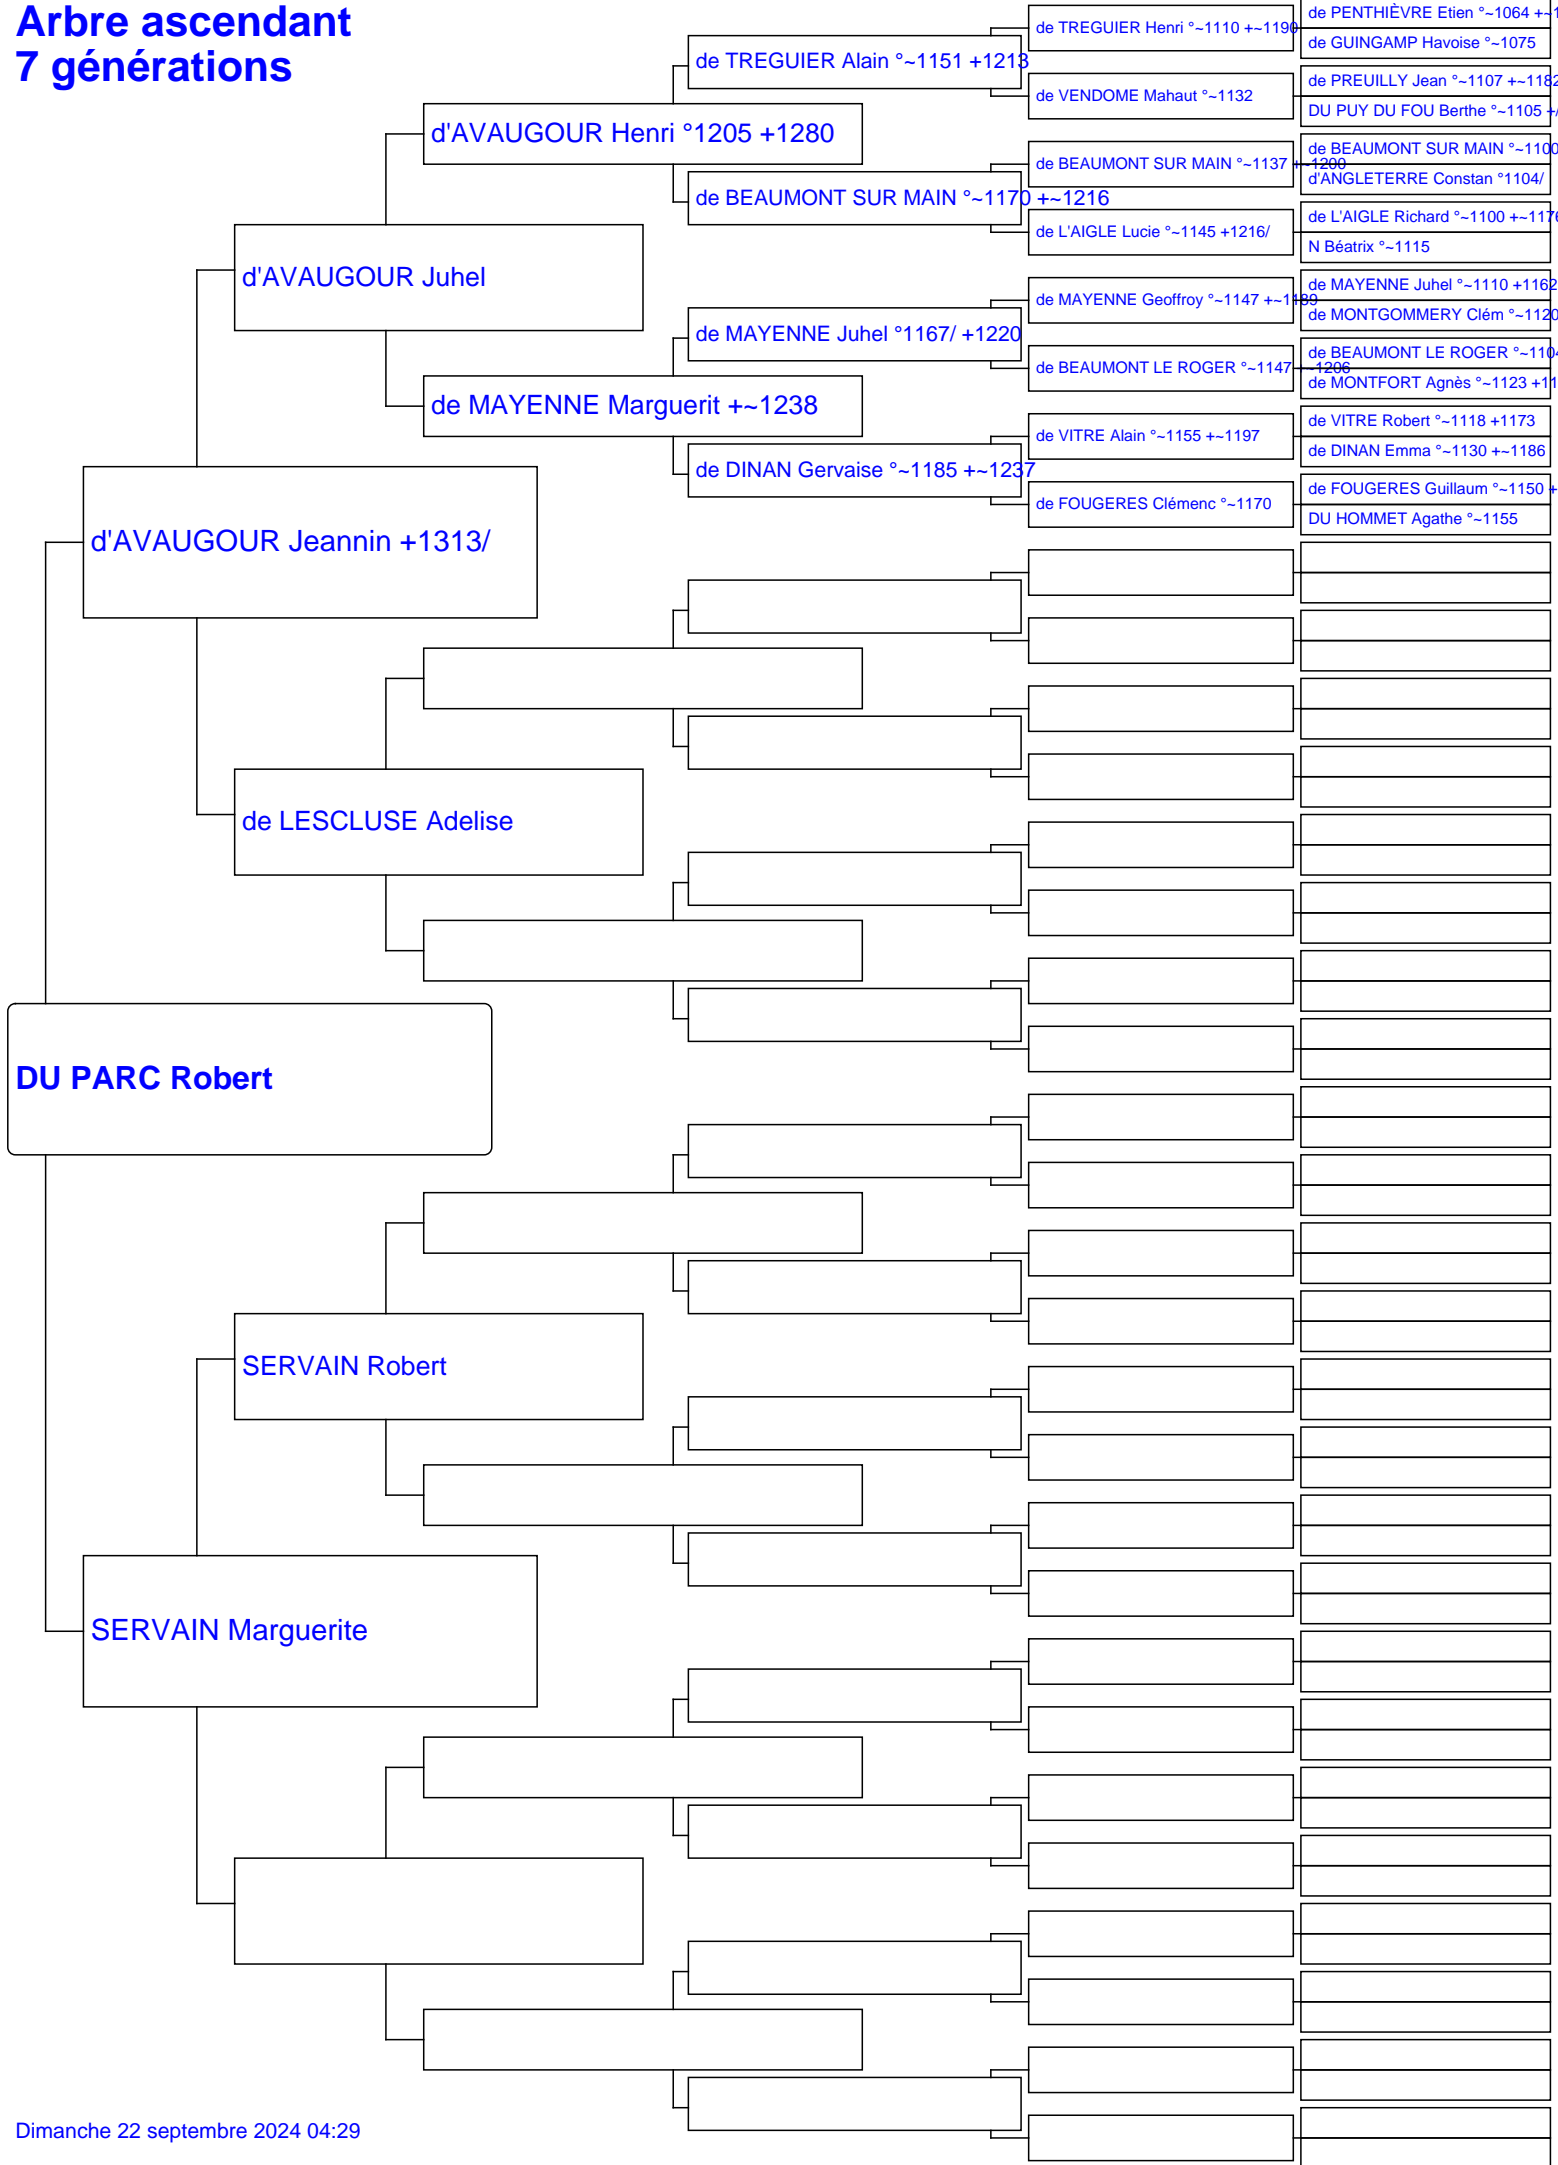 Arbre ascendant
7 générations
de PENTHIÈVRE Etien °~1064 +~1
de TREGUIER Henri °~1110 +~1190
de GUINGAMP Havoise °~1075
de TREGUIER Alain °~1151 +1213
de PREUILLY Jean °~1107 +~1182
de VENDOME Mahaut °~1132
DU PUY DU FOU Berthe °~1105 +/
d'AVAUGOUR Henri °1205 +1280
de BEAUMONT SUR MAIN °~1100
de BEAUMONT SUR MAIN °~1137 +~1200
d'ANGLETERRE Constan °1104/
de BEAUMONT SUR MAIN °~1170 +~1216
de L'AIGLE Richard °~1100 +~1176
de L'AIGLE Lucie °~1145 +1216/
N Béatrix °~1115
d'AVAUGOUR Juhel
de MAYENNE Juhel °~1110 +1162
de MAYENNE Geoffroy °~1147 +~1189
de MONTGOMMERY Clém °~1120
de MAYENNE Juhel °1167/ +1220
de BEAUMONT LE ROGER °~1104
de BEAUMONT LE ROGER °~1147 +~1206
de MONTFORT Agnès °~1123 +11
de MAYENNE Marguerit +~1238
de VITRE Robert °~1118 +1173
de VITRE Alain °~1155 +~1197
de DINAN Emma °~1130 +~1186
de DINAN Gervaise °~1185 +~1237
de FOUGERES Guillaum °~1150 +
de FOUGERES Clémenc °~1170
DU HOMMET Agathe °~1155
d'AVAUGOUR Jeannin +1313/
de LESCLUSE Adelise
DU PARC Robert
SERVAIN Robert
SERVAIN Marguerite
Dimanche 22 septembre 2024 04:29